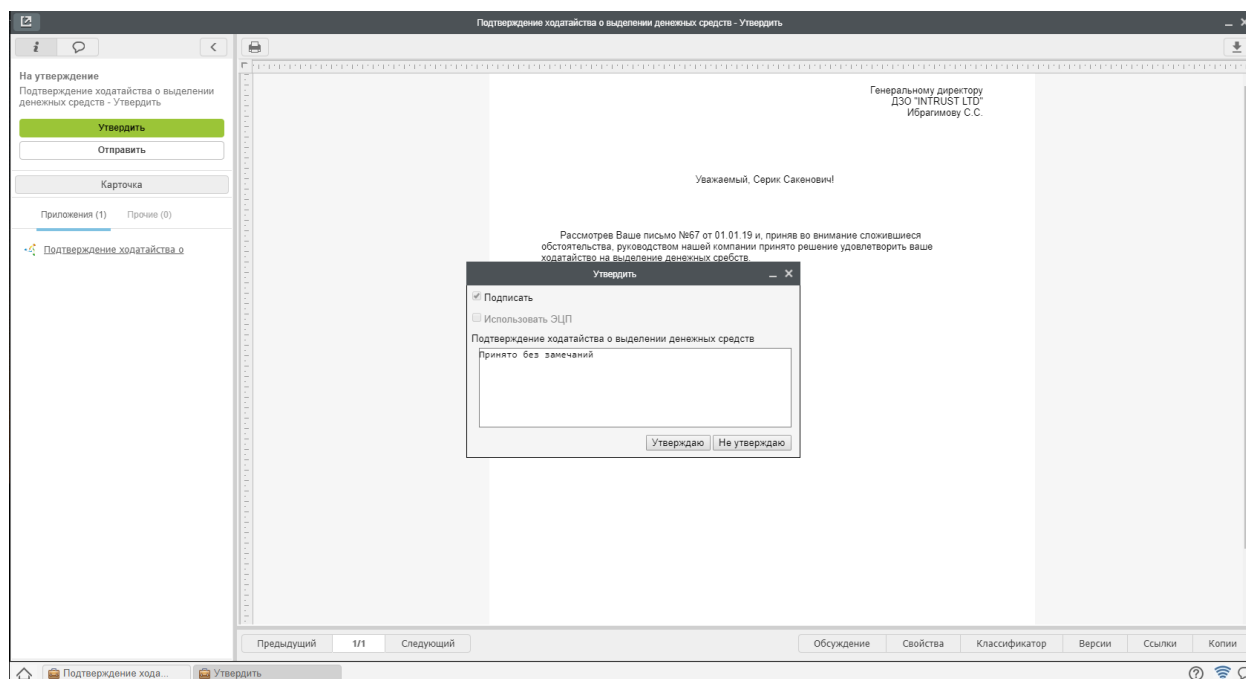 Подтверждение ходатайства о выделении денежных средств - Утвердить
На утверждение
Подтверждение ходатайства о выделении
денежных средств - Утвердить
Утвердить
Отправить
Карточка
Приложения (1) Прочие (0)
Подтверждение ходатайства о
Генеральному директору
ДЗО "INTRUST LTD"
Ибрагимову С.С.
Уважаемый, Серик Сакенович!
Рассмотрев Ваше письмо №67 от 01.01.19 и, приняв во внимание сложившиеся
обстоятельства, руководством нашей компании принято решение удовлетворить ваше
ходатайство на выделение денежных сребств.
Утвердить
Подписать
Использовать ЭЦП
Подтверждение ходатайства о выделении денежных средств
Принято без замечаний
Утверждаю Не утверждаю
Предыдущий 1/1 Следующий Обсуждение Свойства Классификатор Версии Ссылки Копии
Подтверждение хода... Утвердить